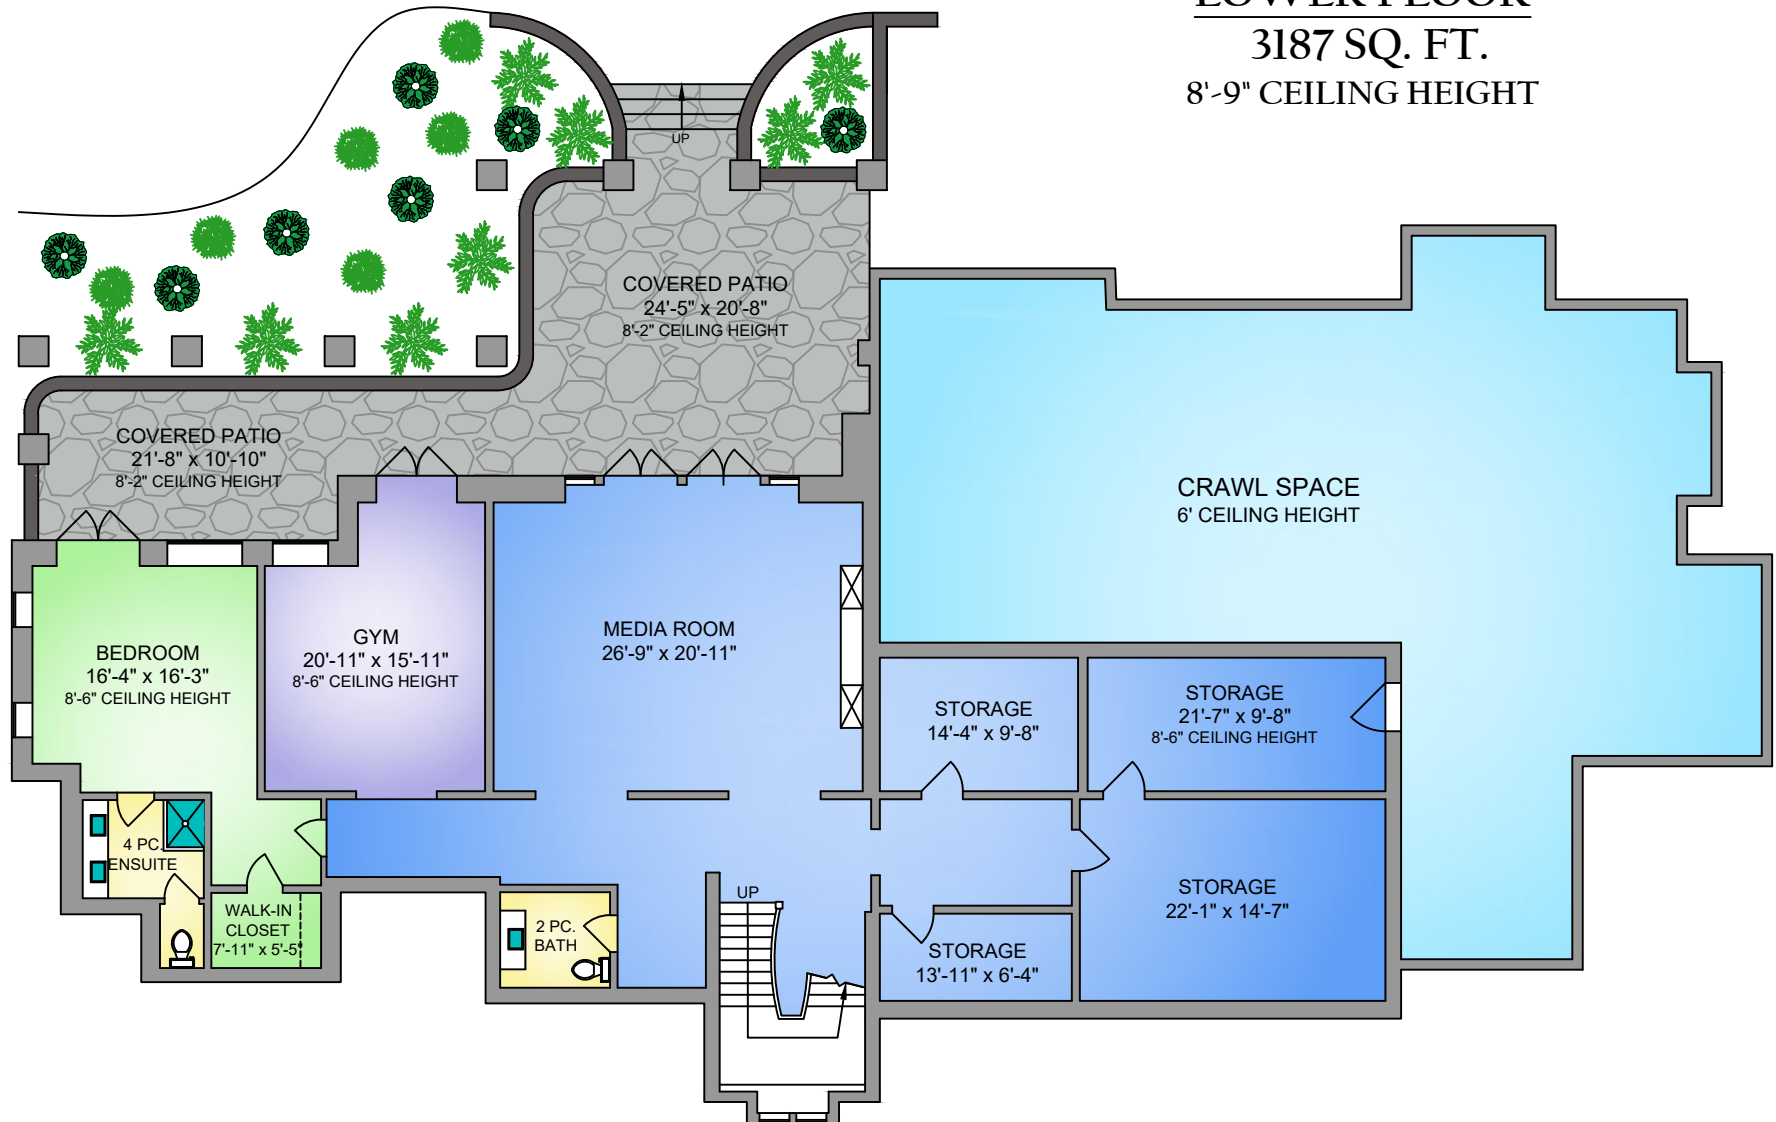 LOWER FLOOR
3187 SQ. FT.
8'-9" CEILING HEIGHT
UP
COVERED PATIO
24'-5" x 20'-8"
8'-2" CEILING HEIGHT
COVERED PATIO
21'-8" x 10'-10"
8'-2" CEILING HEIGHT
CRAWL SPACE
6' CEILING HEIGHT
BEDROOM
16'-4" x 16'-3"
8'-6" CEILING HEIGHT
GYM
20'-11" x 15'-11"
8'-6" CEILING HEIGHT
MEDIA ROOM
26'-9" x 20'-11"
STORAGE
14'-4" x 9'-8"
STORAGE
21'-7" x 9'-8"
8'-6" CEILING HEIGHT
4 PC.
ENSUITE
WALK-IN
CLOSET
7'-11" x 5'-5"
2 PC.
BATH
UP
STORAGE
13'-11" x 6'-4"
STORAGE
22'-1" x 14'-7"